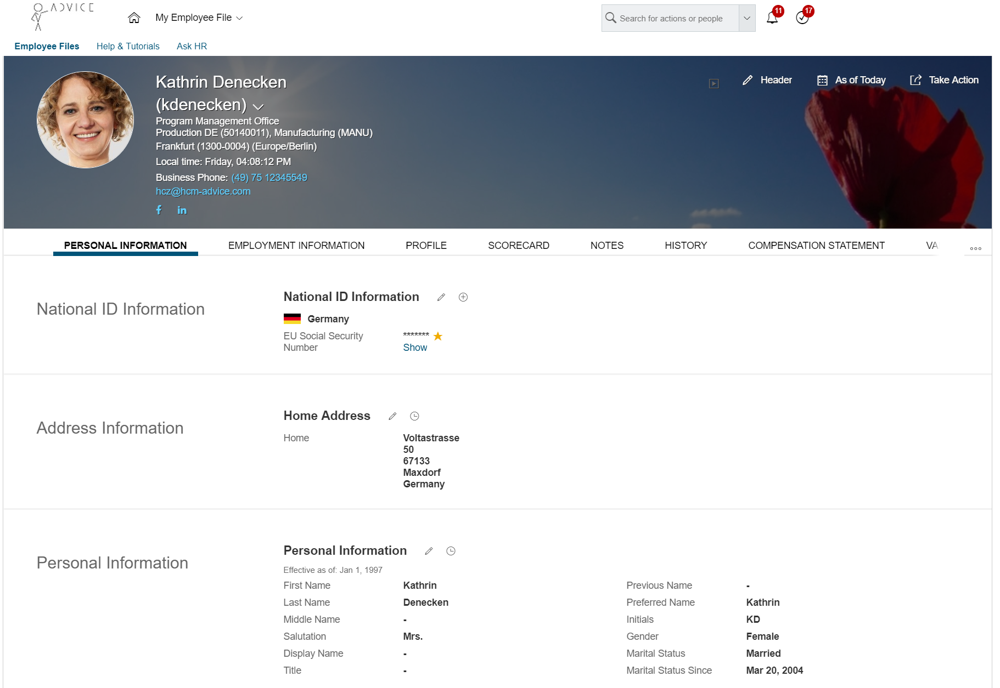 ADVICE
My Employee File
Search for actions or people
11
17
Employee Files Help & Tutorials Ask HR
Kathrin Denecken
(kdenecken)
Program Management Office
Production DE (50140011), Manufacturing (MANU)
Frankfurt (1300-0004) (Europe/Berlin)
Local time: Friday, 04:08:12 PM
Business Phone: (49) 75 12345549
hcz@hcm-advice.com
f in
Header As of Today Take Action
PERSONAL INFORMATION EMPLOYMENT INFORMATION PROFILE SCORECARD NOTES HISTORY COMPENSATION STATEMENT VA
National ID Information
National ID Information
Germany
EU Social Security
Number
*******
Show
Address Information
Home Address
Home
Voltastrasse
50
67133
Maxdorf
Germany
Personal Information
Personal Information
Effective as of: Jan 1, 1997
First Name Kathrin
Last Name Denecken
Middle Name -
Salutation Mrs.
Display Name -
Title -
Previous Name -
Preferred Name Kathrin
Initials KD
Gender Female
Marital Status Married
Marital Status Since Mar 20, 2004